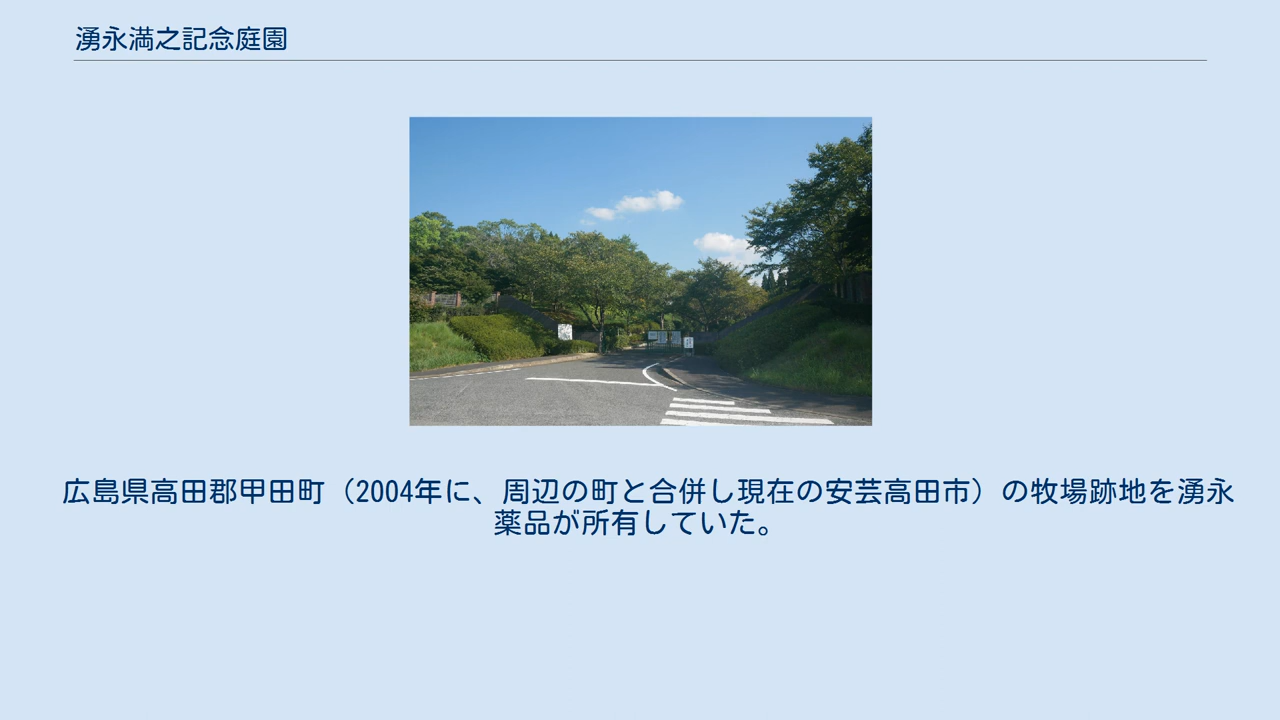 湧永満之記念庭園
広島県高田郡甲田町（2004年に、周辺の町と合併し現在の安芸高田市）の牧場跡地を湧永
薬品が所有していた。